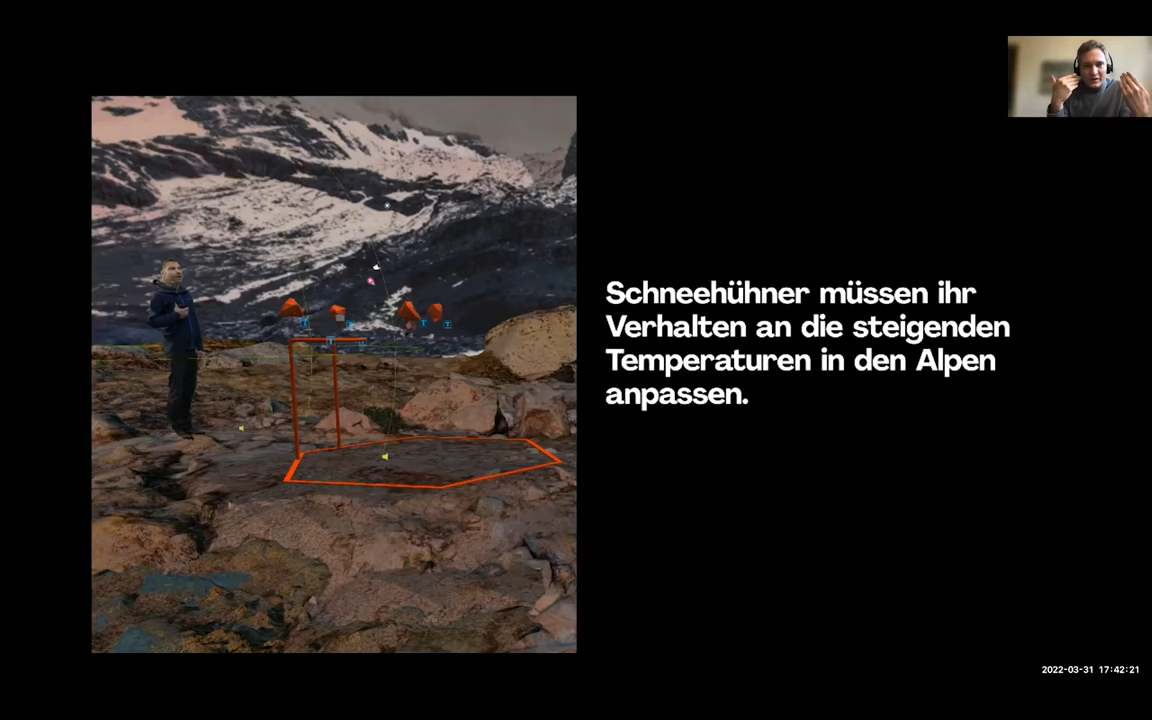 Schneehühner müssen ihr
Verhalten an die steigenden
Temperaturen in den Alpen
anpassen.
2022-03-31 17:42:21